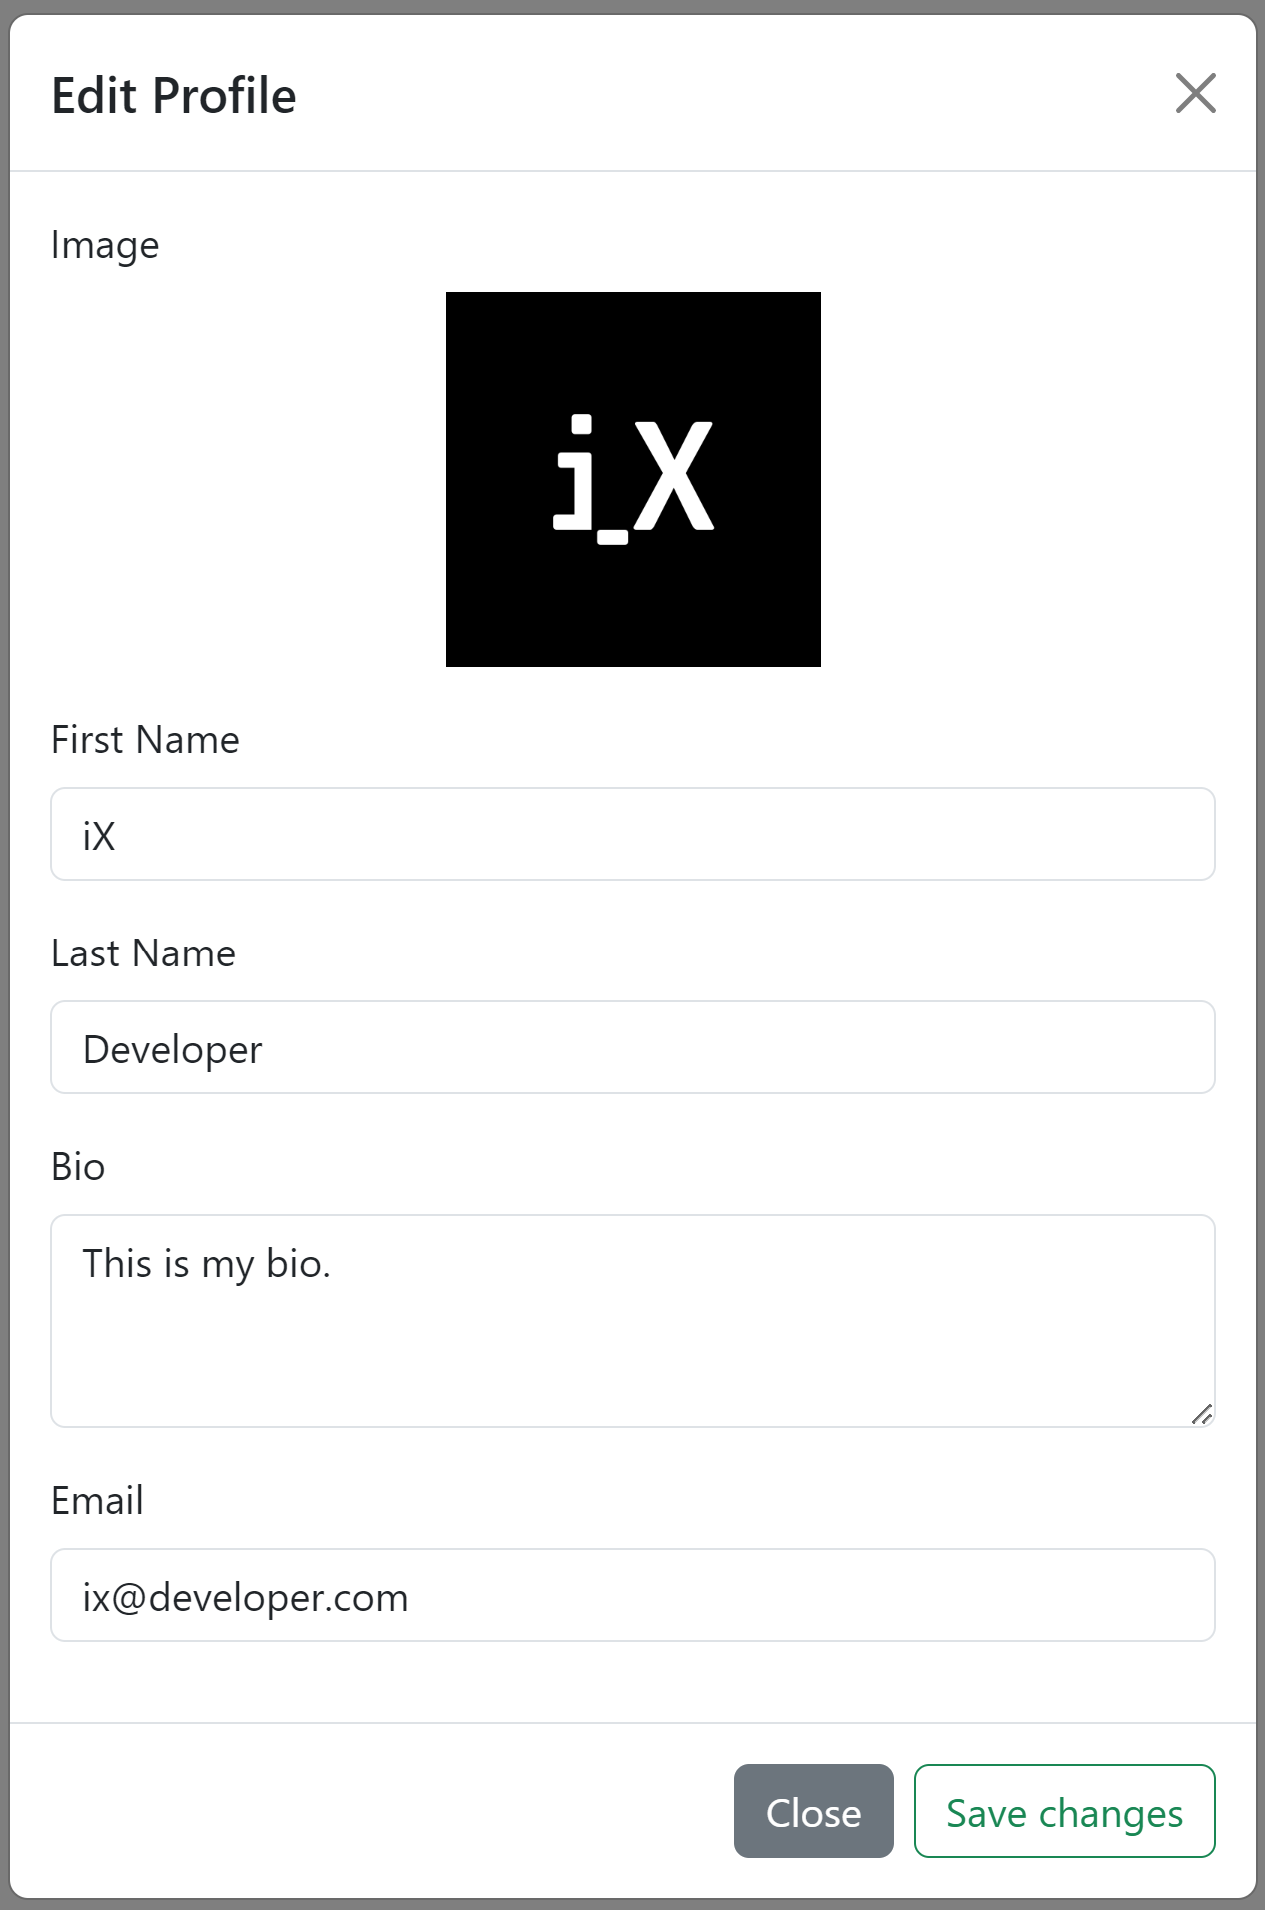 Edit Profile
Image
i_X
First Name
iX
Last Name
Developer
Bio
This is my bio.
Email
ix@developer.com
Close
Save changes